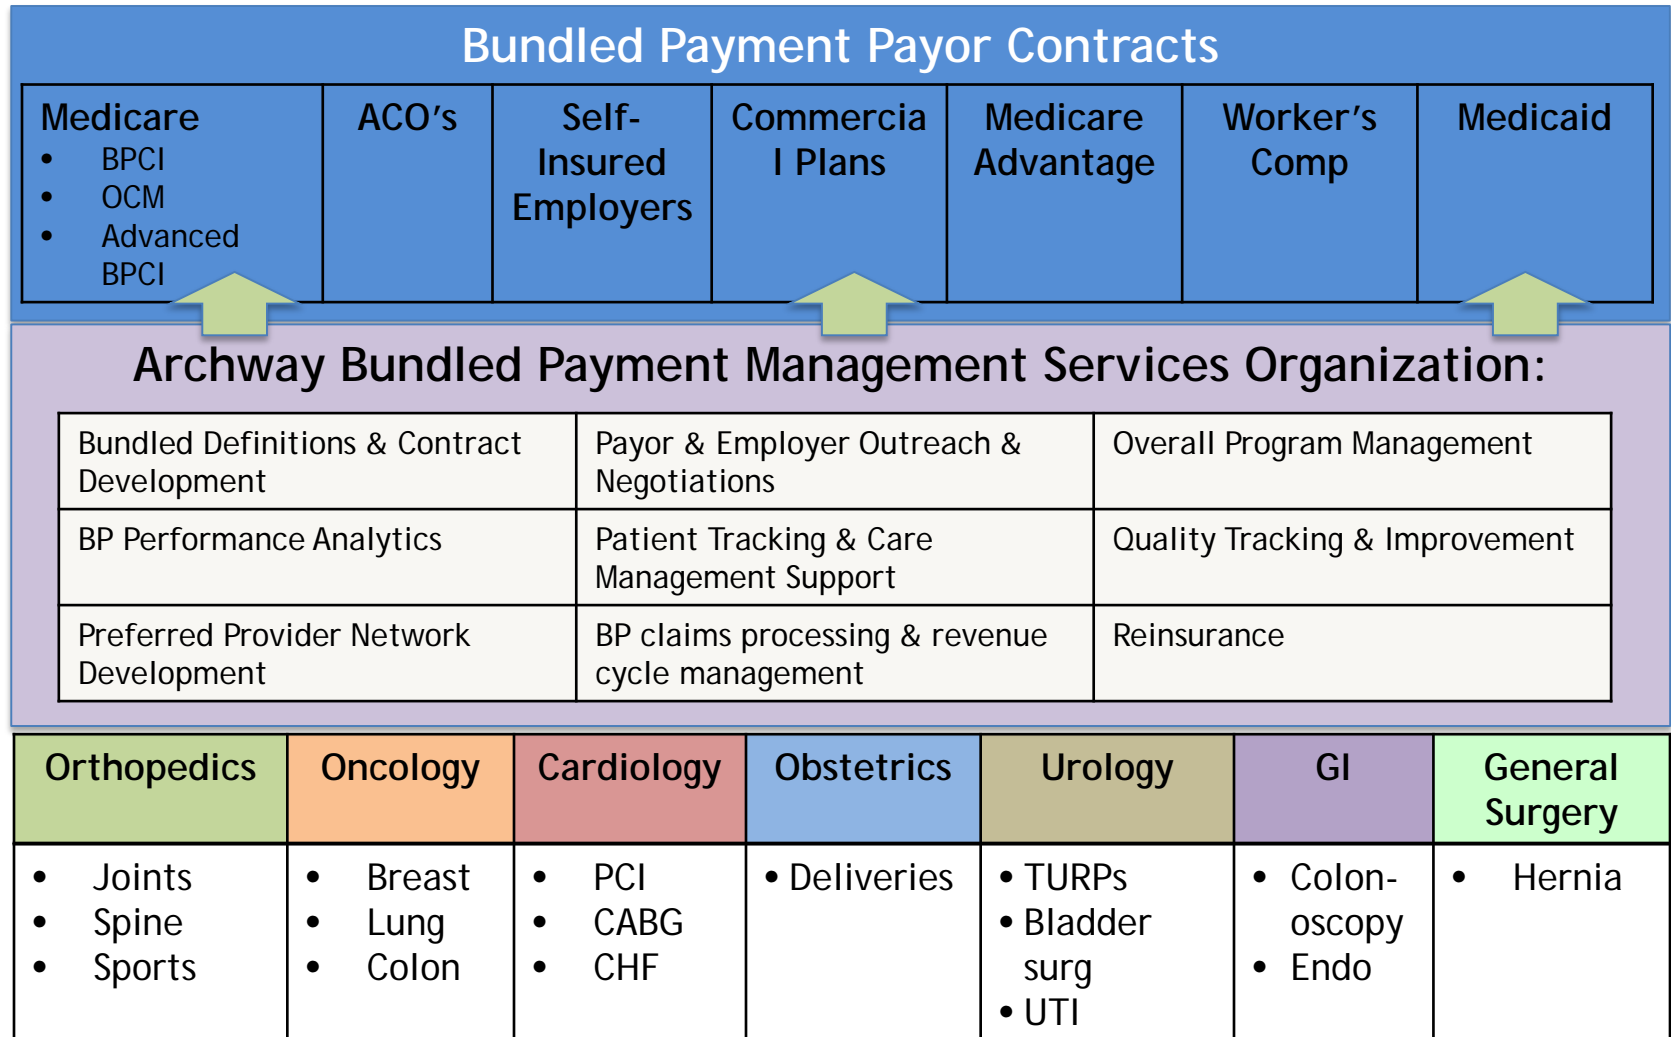 Bundled Payment Payor Contracts
Medicare
• BPCI
• OCM
• Advanced
BPCI
ACO's
Self-
Insured
Employers
Commercia
l Plans
Medicare
Advantage
Worker's
Comp
Medicaid
Archway Bundled Payment Management Services Organization:
Bundled Definitions & Contract
Development
Payor & Employer Outreach &
Negotiations
Overall Program Management
BP Performance Analytics
Patient Tracking & Care
Management Support
Quality Tracking & Improvement
Preferred Provider Network
Development
BP claims processing & revenue
cycle management
Reinsurance
Orthopedics
Oncology
Cardiology
Obstetrics
Urology
GI
General
Surgery
• Joints
• Spine
• Sports
• Breast
• Lung
• Colon
• PCI
• CABG
• CHF
• Deliveries
• TURPs
• Bladder
surg
• UTI
• Colon-
oscopy
• Endo
• Hernia